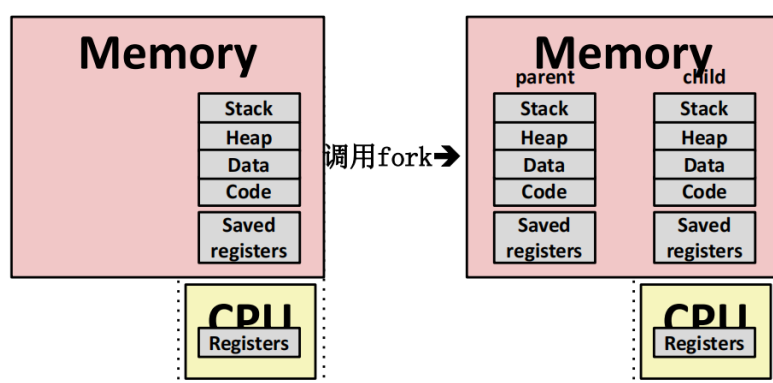 Memory
Stack
Heap
Data
Code
Saved
registers
CPU
Registers
调用fork➔
Memory
parent
child
Stack
Heap
Data
Code
Saved
registers
Stack
Heap
Data
Code
Saved
registers
CPU
Registers